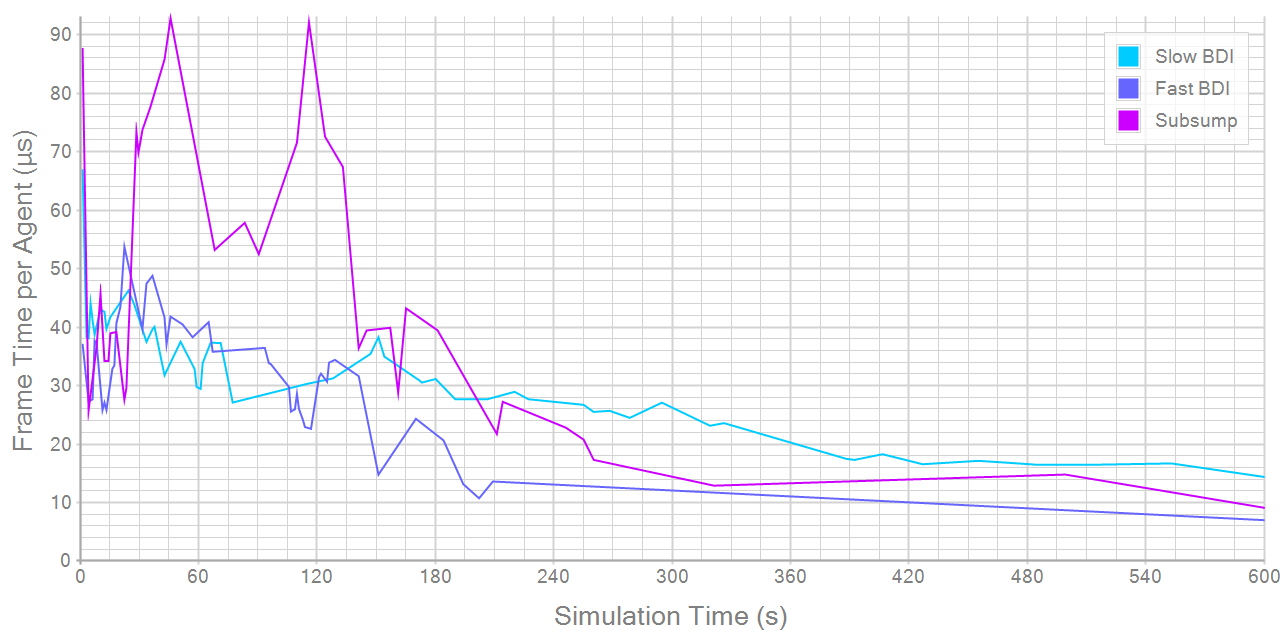 90
80
70
60
50
40
30
20
10
0
Frame Time per Agent (µs)
Slow BDI
Fast BDI
Subsump
0 60 120 180 240 300 360 420 480 540 600
Simulation Time (s)